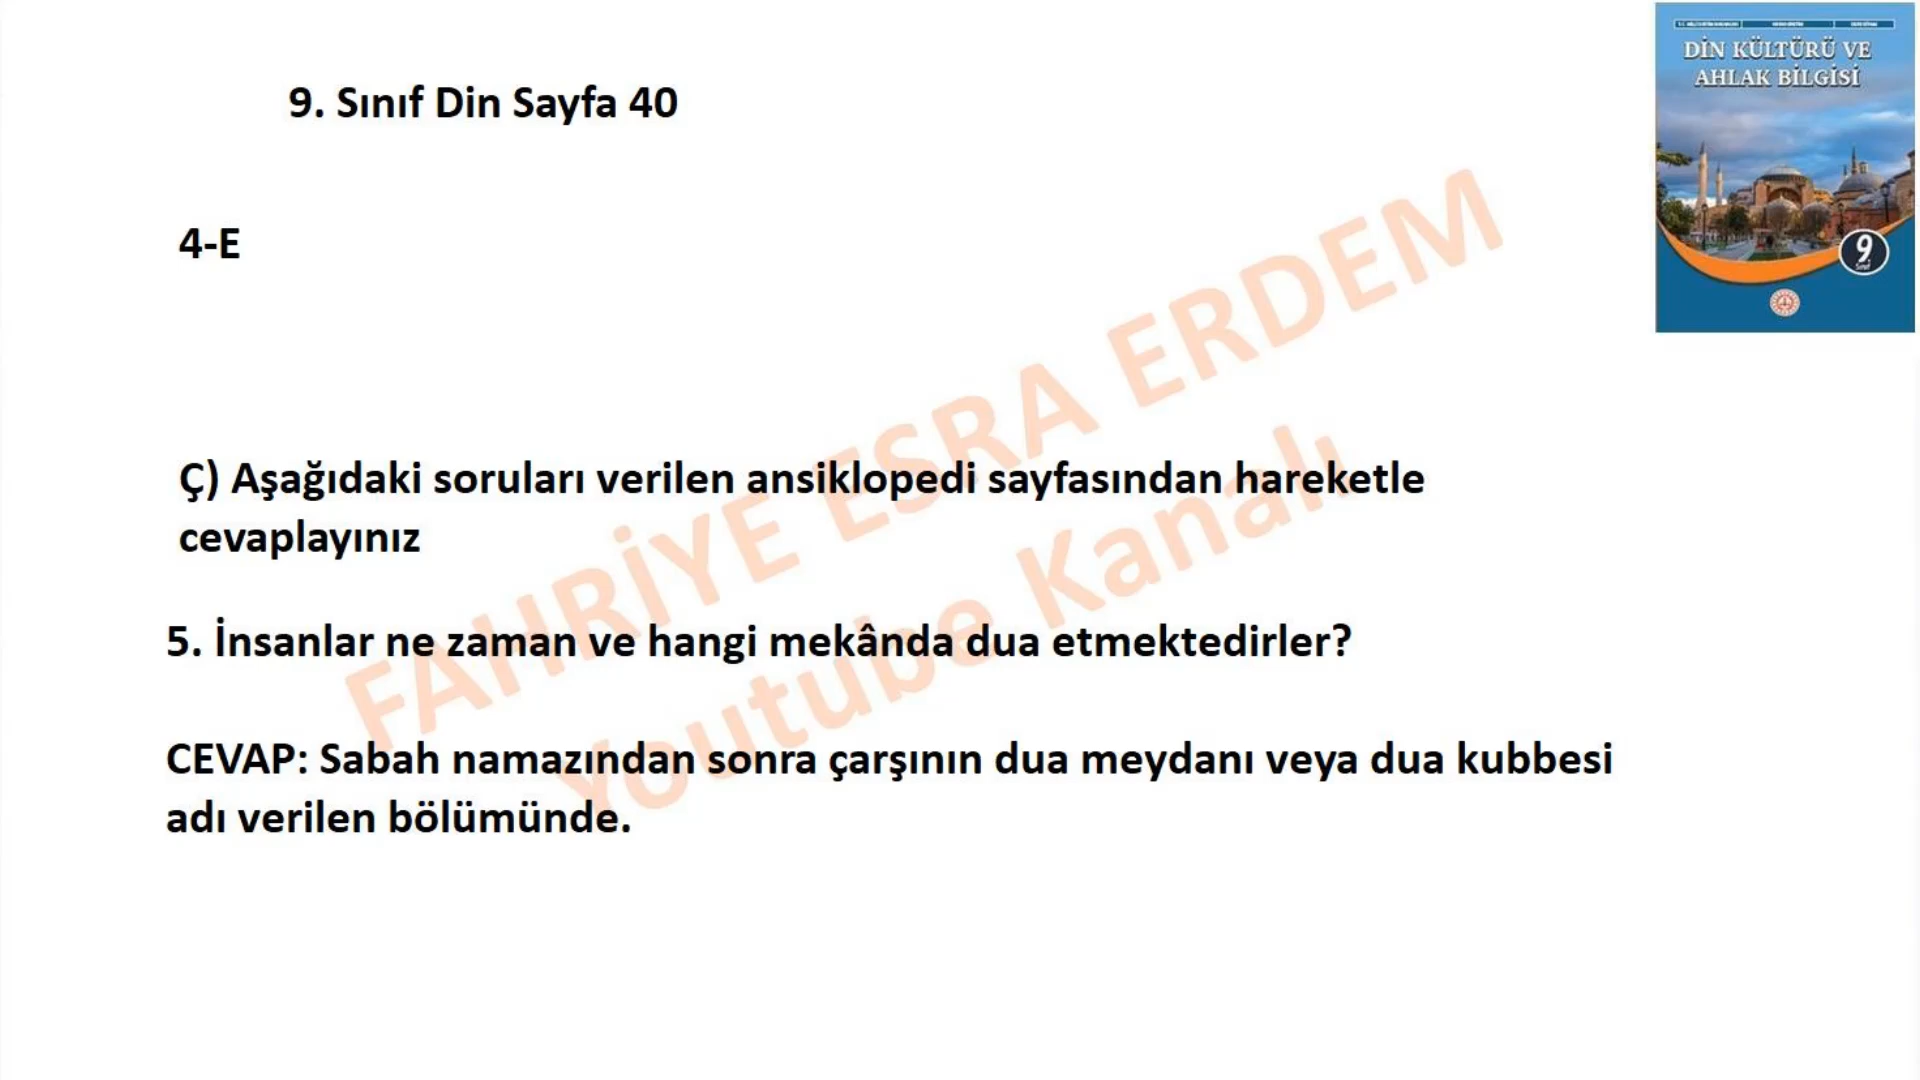 9. Sınıf Din Sayfa 40
DİN KÜLTÜRÜ VE
AHLAK BİLGİSİ
9.
Sınıf
4-E
Ç) Aşağıdaki soruları verilen ansiklopedi sayfasından hareketle
cevaplayınız
5. İnsanlar ne zaman ve hangi mekânda dua etmektedirler?
CEVAP: Sabah namazından sonra çarşının dua meydanı veya dua kubbesi
adı verilen bölümünde.
FAHRİYE ESRA ERDEM
Youtube Kanalı